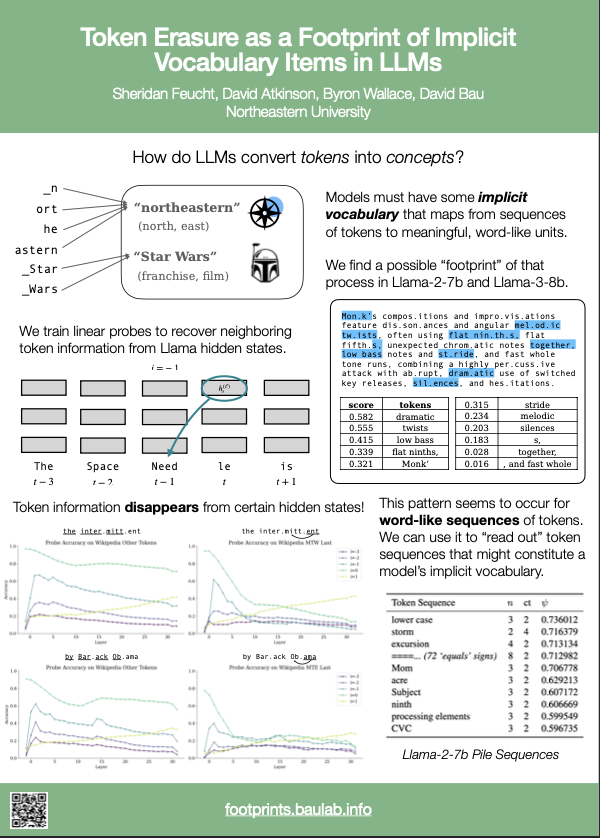 Token Erasure as a Footprint of Implicit
Vocabulary Items in LLMs
Sheridan Feucht, David Atkinson, Byron Wallace, David Bau
Northeastern University
How do LLMs convert tokens into concepts?
_n
ort
he
astern
_Star
_Wars
“northeastern”
(north, east)
“Star Wars”
(franchise, film)
Models must have some implicit
vocabulary that maps from sequences
of tokens to meaningful, word-like units.
We find a possible “footprint” of that
process in Llama-2-7b and Llama-3-8b.
We train linear probes to recover neighboring
token information from Llama hidden states.
i = −1
The Space Need le is
t−3 t−2 t−1 t t+1
Mon.k's compos.itions and impro.vis.ations
feature dis.son.ances and angular mel.od.ic
tw.ists, often using flat nin.th.s, flat
fifth.s, unexpected chrom.atic notes together,
low bass notes and st.ride, and fast whole
tone runs, combining a highly per.cuss.ive
attack with ab.rupt, dram.atic use of switched
key releases, sil.ences, and hes.itations.
score tokens
0.582 dramatic
0.555 twists
0.415 low bass
0.339 flat ninths,
0.321 Monk'
0.315 stride
0.234 melodic
0.203 silences
0.183 s,
0.028 together,
0.016 , and fast whole
Token information disappears from certain hidden states!
the inter.mitt.ent
Probe Accuracy on Wikipedia Other Tokens
the inter.mitt.ent
Probe Accuracy on Wikipedia MTW Last
Accuracy
Layer
Layer
by Bar.ack Ob.ama
Probe Accuracy on Wikipedia Other Tokens
by Bar.ack Ob.ama
Probe Accuracy on Wikipedia MTE Last
Accuracy
Layer
Layer
This pattern seems to occur for
word-like sequences of tokens.
We can use it to “read out” token
sequences that might constitute a
model’s implicit vocabulary.
Token Sequence n ct ψ
lower case 3 2 0.736012
storm 2 4 0.716379
excursion 4 2 0.713134
====... (72 ‘equals’ signs) 8 2 0.712982
Mom 3 2 0.706778
acre 3 2 0.629213
Subject 3 2 0.607172
ninth 3 2 0.606669
processing elements 3 2 0.599549
CVC 3 2 0.596735
Llama-2-7b Pile Sequences
footprints.baulab.info